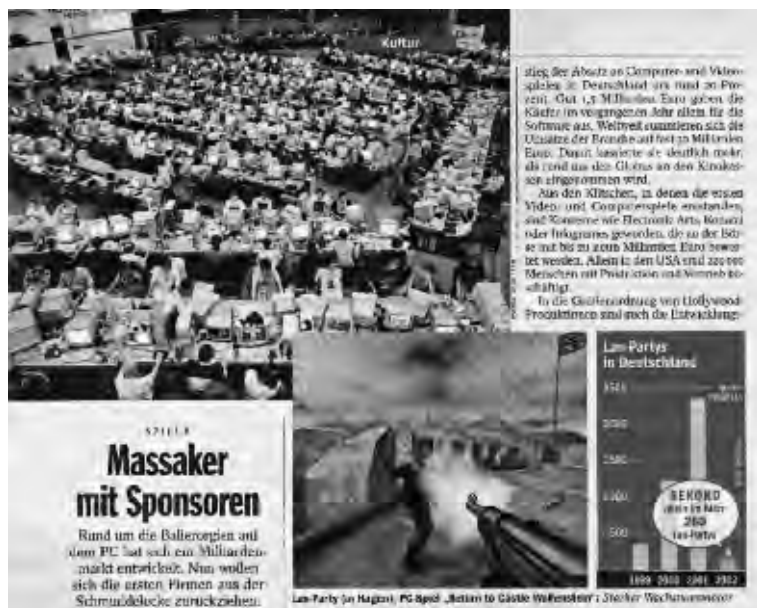 Kultur
stieg der Absatz an Computer- und Video-
spielen in Deutschland um rund 20 Pro-
zent. Gut 1,5 Milliarden Euro gaben die
Käufer im vergangenen Jahr allein für die
Software aus. Weltweit summieren sich die
Umsätze der Branche auf fast 20 Milliarden
Euro. Damit kassierte sie deutlich mehr,
als rund um den Globus an den Kinokas-
sen eingenommen wird.
Aus den Klitschen, in denen die ersten
Video- und Computerspiele entstanden,
sind Konzerne wie Electronic Arts, Konami
oder Infogrames geworden, die an der Bör-
se mit bis zu neun Milliarden Euro bewer-
tet werden. Allein in den USA sind
Menschen mit Produktion und Vertrieb be-
schäftigt.
In die Größenordnung von Hollywood-
Produktionen sind auch die Entwicklungs-
SPIELE
Massaker
mit Sponsoren
Rund um die Ballerorgien auf
dem PC hat sich ein Milliarden-
markt entwickelt. Nun wollen
sich die ersten Firmen aus der
Schmuddelecke zurückziehen.
Lan-Party (in Hagen), PC-Spiel „Return to Castle Wolfenstein“: Starker Wachstumsmotor
Lan-Partys
in Deutschland
2500
2000
1500
1000
500
REKORD
allein im März
260
Lan-Partys
1999 2000 2001 2002